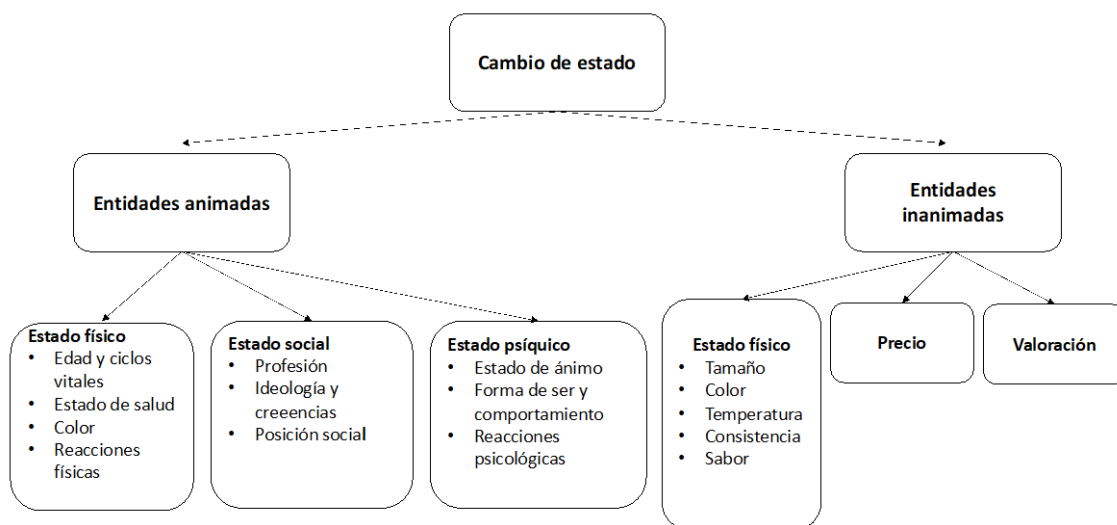 Cambio de estado
Entidades animadas
Entidades
inanimadas
Estado físico
• Edad y ciclos
vitales
• Estado de salud
• Color
• Reacciones
físicas
Estado social
• Profesión
• Ideología y
creeencias
• Posición social
Estado psíquico
• Estado de ánimo
• Forma de ser y
comportamiento
• Reacciones
psicológicas
Estado físico
• Tamaño
• Color
• Temperatura
• Consistencia
• Sabor
Precio
Valoración